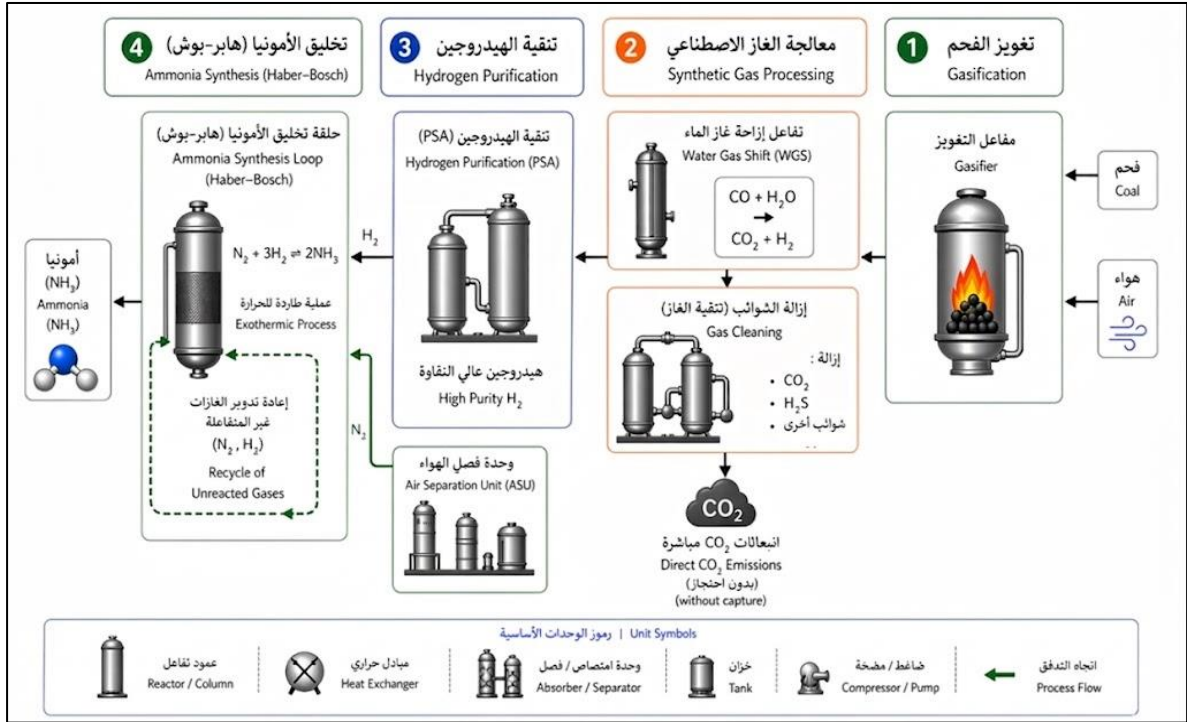 1
تغويز الفحم
Gasification
2
معالجة الغاز الاصطناعي
Synthetic Gas Processing
3
تنقية الهيدروجين
Hydrogen Purification
4
تخليق الأمونيا (هابر-بوش)
Ammonia Synthesis (Haber-Bosch)
فحم
Coal
هواء
Air
مفاعل التغويز
Gasifier
تفاعل إزاحة غاز الماء
Water Gas Shift (WGS)
CO + H₂O
→
CO₂ + H₂
إزالة الشوائب (تنقية الغاز)
Gas Cleaning
إزالة :
• CO₂
• H₂S
• شوائب أخرى
CO₂
انبعاثات CO₂ مباشرة
Direct CO₂ Emissions
(بدون احتجاز)
(without capture)
تنقية الهيدروجين (PSA)
Hydrogen Purification (PSA)
هيدروجين عالي النقاوة
High Purity H₂
وحدة فصل الهواء
Air Separation Unit (ASU)
H₂
N₂
حلقة تخليق الأمونيا (هابر-بوش)
Ammonia Synthesis Loop
(Haber-Bosch)
N₂ + 3H₂ ⇌ 2NH₃
عملية طاردة للحرارة
Exothermic Process
إعادة تدوير الغازات
غير المتفاعلة
(N₂ , H₂)
Recycle of
Unreacted Gases
أمونيا
(NH₃)
Ammonia
(NH₃)
رموز الوحدات الأساسية | Unit Symbols
اتجاه التدفق
Process Flow
ضاغط / مضخة
Compressor / Pump
خزان
Tank
وحدة امتصاص / فصل
Absorber / Separator
مبادل حراري
Heat Exchanger
عمود تفاعل
Reactor / Column